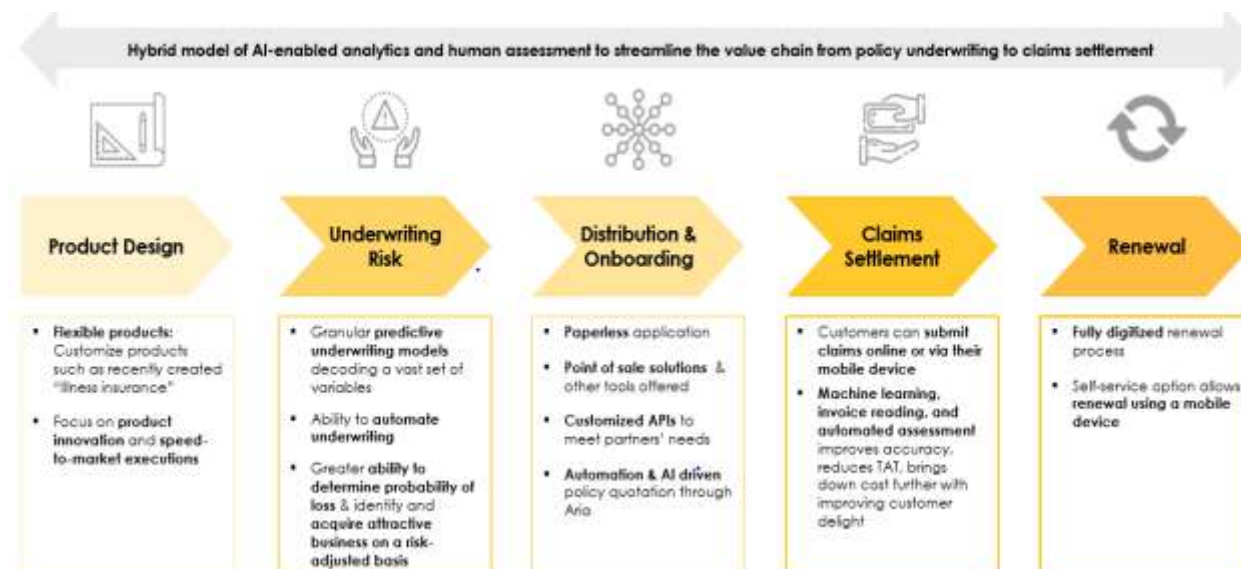 Hybrid model of AI-enabled analytics and human assessment to streamline the value chain from policy underwriting to claims settlement
Product Design
Underwriting
Risk
Distribution &
Onboarding
Claims
Settlement
Renewal
▪ Flexible products:
Customize products
such as recently created
"Illness insurance"
▪ Focus on product
innovation and speed-
to-market executions
▪ Granular predictive
underwriting models
decoding a vast set of
variables
▪ Ability to automate
underwriting
▪ Greater ability to
determine probability of
loss & identify and
acquire attractive
business on a risk-
adjusted basis
▪ Paperless application
▪ Point of sale solutions &
other tools offered
▪ Customized APIs to
meet partners' needs
▪ Automation & AI driven
policy quotation through
Aria
▪ Customers can submit
claims online or via their
mobile device
▪ Machine learning,
invoice reading, and
automated assessment
improves accuracy,
reduces TAT, brings
down cost further with
improving customer
delight
▪ Fully digitized renewal
process
▪ Self-service option allows
renewal using a mobile
device